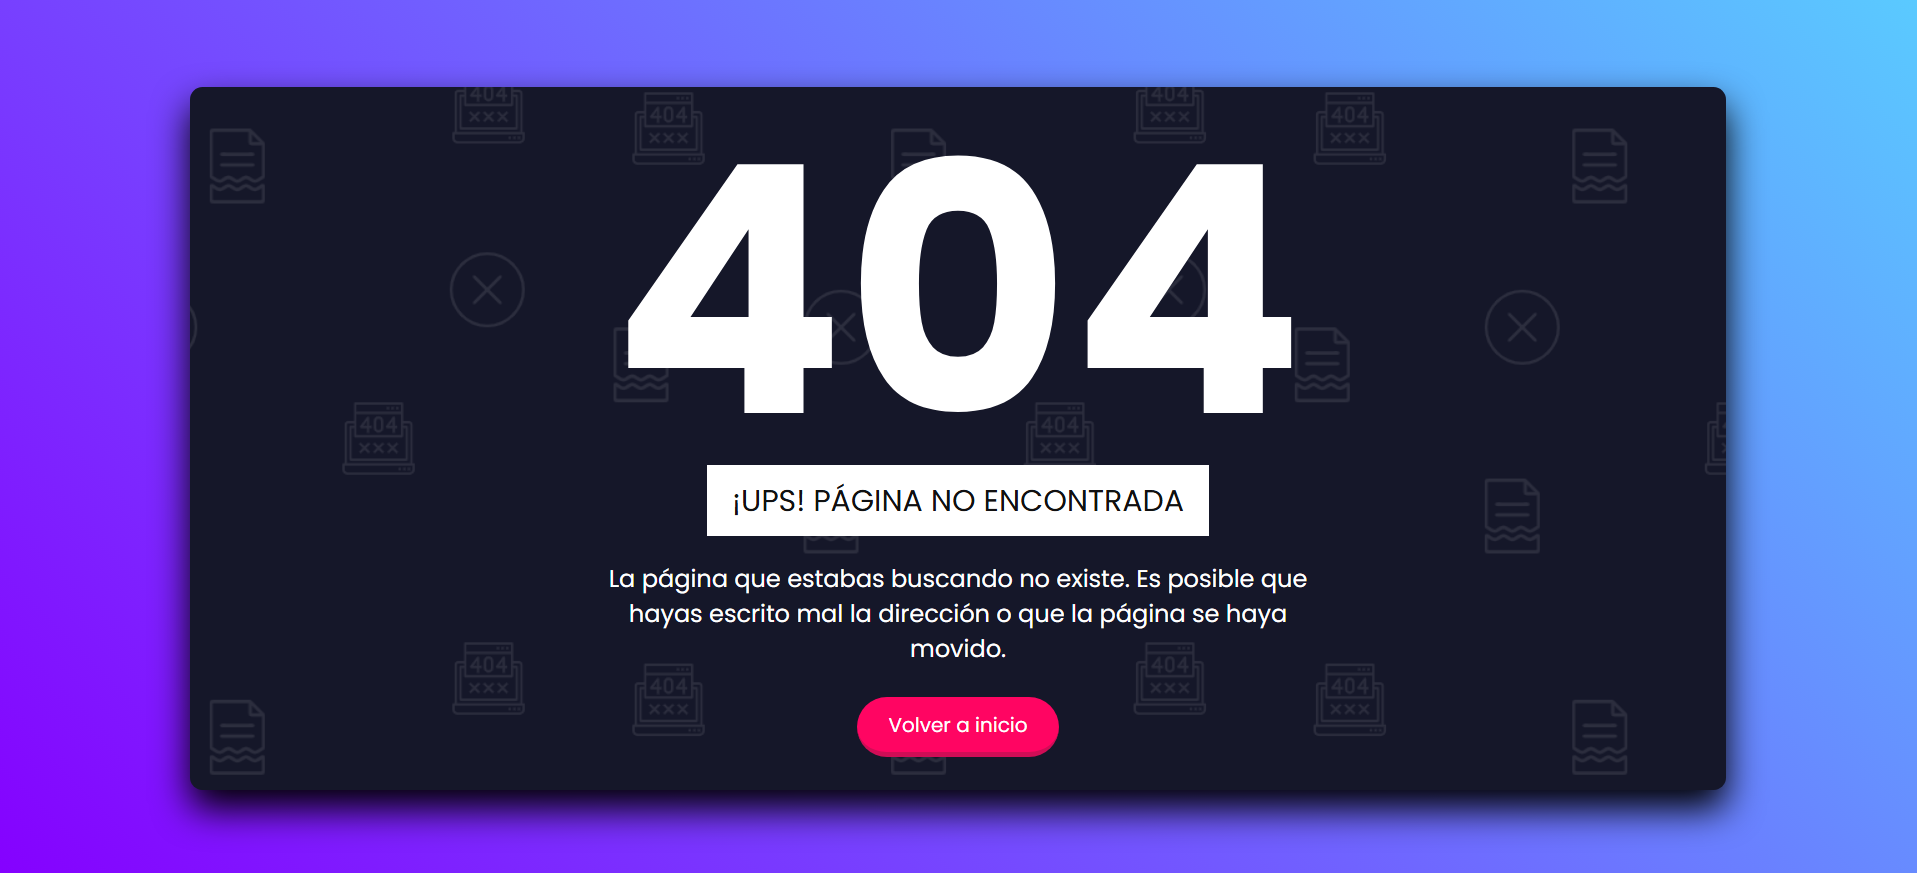 404
¡UPS! PÁGINA NO ENCONTRADA
La página que estabas buscando no existe. Es posible que
hayas escrito mal la dirección o que la página se haya
movido.
Volver a inicio